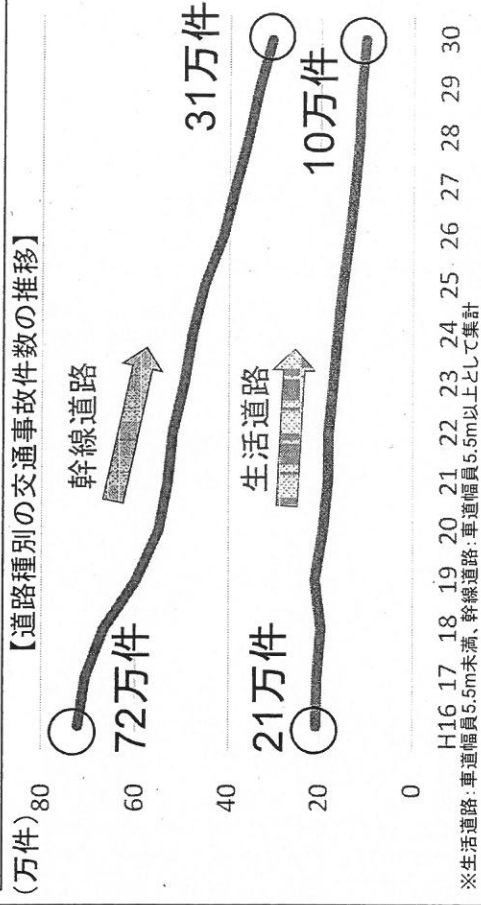 【道路種別の交通事故件数の推移】
(万件)
80
60
40
20
0
幹線道路
72万件
31万件
生活道路
21万件
10万件
H16 17 18 19 20 21 22 23 24 25 26 27 28 29 30
※生活道路:車道幅員5.5m未満、幹線道路:車道幅員5.5m以上として集計